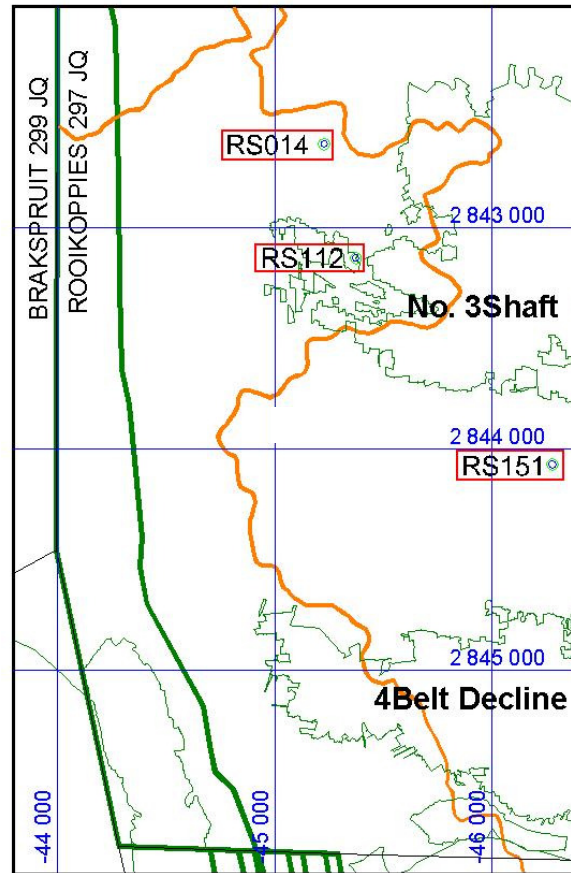 BRAKSPRUIT 299 JQ
ROOIKOPPIES 297 JQ
RS014
2 843 000
RS112
No. 3Shaft
2 844 000
RS151
2 845 000
4Belt Decline
-44 000
-45 000
-46 000